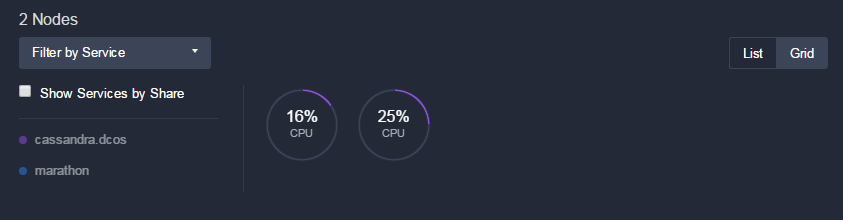 2 Nodes
Filter by Service
List
Grid
Show Services by Share
cassandra.dcos
marathon
16%
CPU
25%
CPU